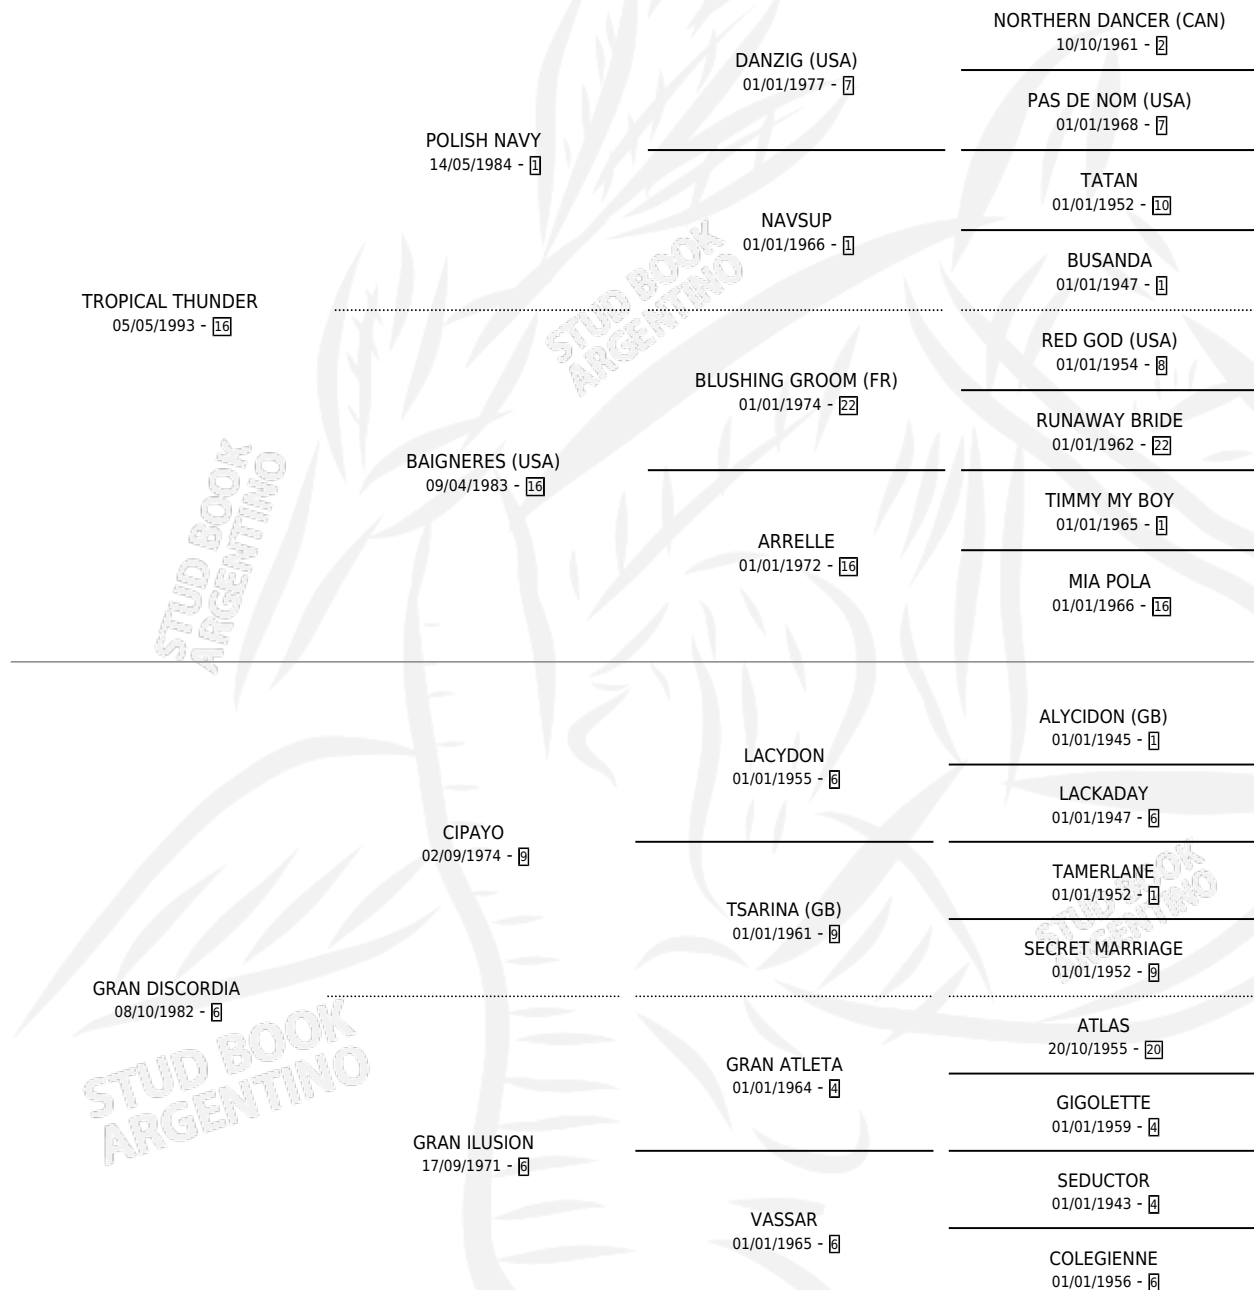 NORTHERN DANCER (CAN)
10/10/1961 - 2
DANZIG (USA)
01/01/1977 - 7
PAS DE NOM (USA)
01/01/1968 - 7
POLISH NAVY
14/05/1984 - 1
TATAN
01/01/1952 - 10
NAVSUP
01/01/1966 - 1
BUSANDA
01/01/1947 - 1
TROPICAL THUNDER
05/05/1993 - 16
RED GOD (USA)
01/01/1954 - 8
BLUSHING GROOM (FR)
01/01/1974 - 22
RUNAWAY BRIDE
01/01/1962 - 22
BAIGNERES (USA)
09/04/1983 - 16
TIMMY MY BOY
01/01/1965 - 1
ARRELLE
01/01/1972 - 16
MIA POLA
01/01/1966 - 16
ALYCIDON (GB)
01/01/1945 - 1
LACYDON
01/01/1955 - 6
LACKADAY
01/01/1947 - 6
CIPAYO
02/09/1974 - 9
TAMERLANE
01/01/1952 - 1
TSARINA (GB)
01/01/1961 - 9
SECRET MARRIAGE
01/01/1952 - 9
GRAN DISCORDIA
08/10/1982 - 6
ATLAS
20/10/1955 - 20
GRAN ATLETA
01/01/1964 - 4
GIGOLETTE
01/01/1959 - 4
GRAN ILUSION
17/09/1971 - 6
SEDUCTOR
01/01/1943 - 4
VASSAR
01/01/1965 - 6
COLEGIENNE
01/01/1956 - 6
STUD BOOK
ARGENTINO
STUD BOOK
ARGENTINO
STUD BOOK
ARGENTINO
STUD BOOK
ARGENTINO